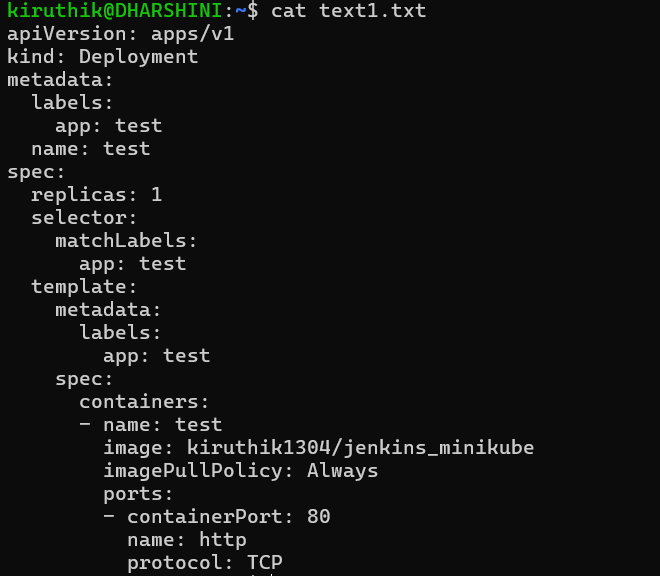 kiruthik@DHARSHINI:~$ cat text1.txt
apiVersion: apps/v1
kind: Deployment
metadata:
  labels:
    app: test
  name: test
spec:
  replicas: 1
  selector:
    matchLabels:
      app: test
  template:
    metadata:
      labels:
        app: test
    spec:
      containers:
      - name: test
        image: kiruthik1304/jenkins_minikube
        imagePullPolicy: Always
        ports:
        - containerPort: 80
          name: http
          protocol: TCP